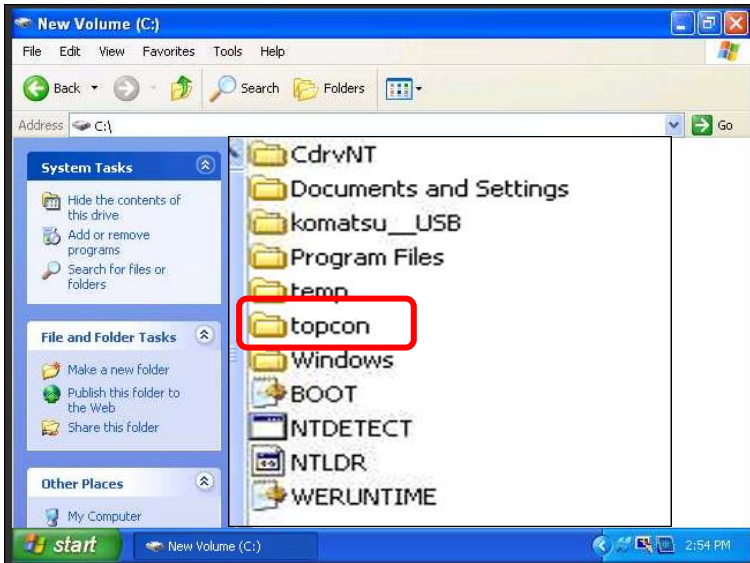 New Volume (C:)
File Edit View Favorites Tools Help
Back Search Folders
Address C:\ Go
System Tasks
Hide the contents of
this drive
Add or remove
programs
Search for files or
folders
File and Folder Tasks
Make a new folder
Publish this folder to
the Web
Share this folder
Other Places
My Computer
CdrvNT
Documents and Settings
komatsu__USB
Program Files
temp
topcon
Windows
BOOT
NTDETECT
NTLDR
WERUNTIME
start New Volume (C:) 2:54 PM